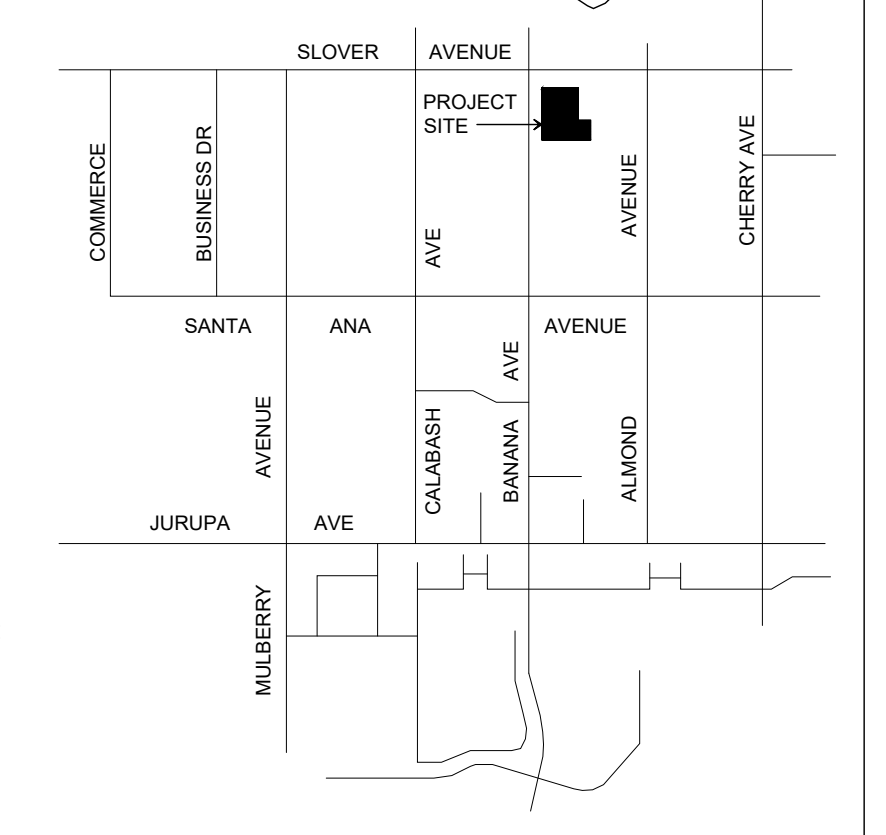 SLOVER AVENUE
PROJECT
SITE
COMMERCE
BUSINESS DR
AVE
AVENUE
CHERRY AVE
SANTA ANA AVENUE
AVE
AVENUE
CALABASH
BANANA
ALMOND
JURUPA AVE
MULBERRY